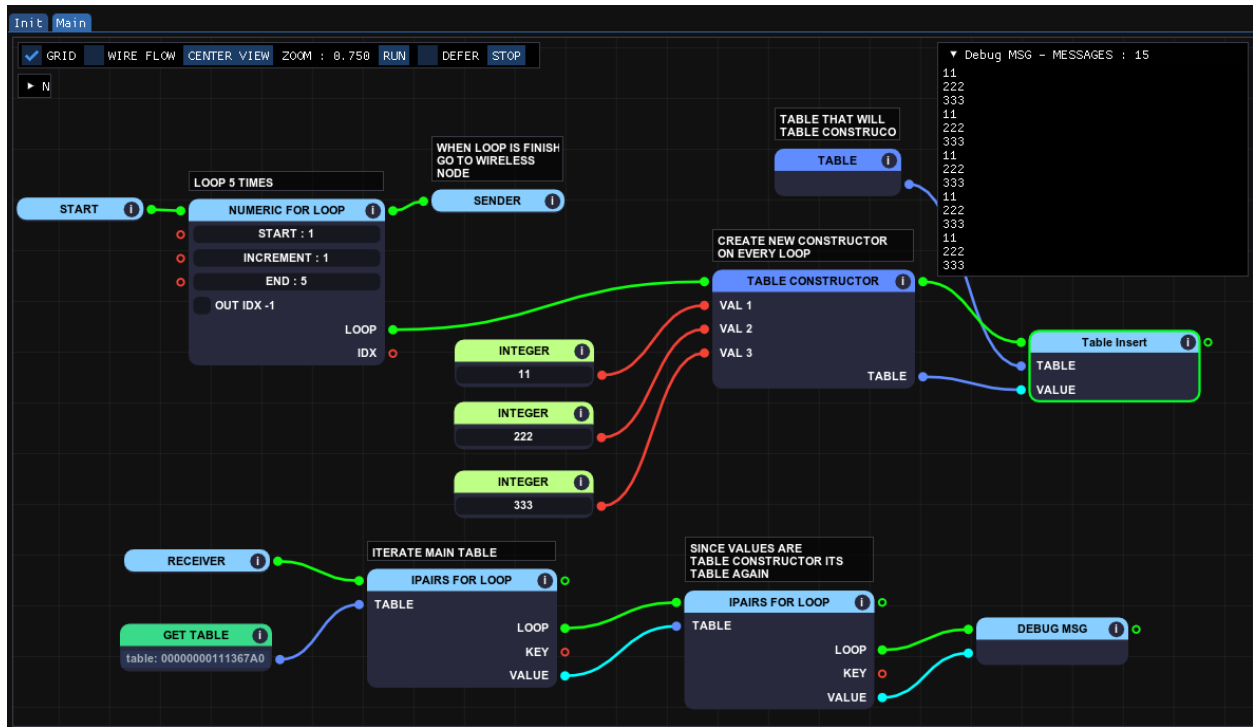 Init Main
GRID WIRE FLOW CENTER VIEW ZOOM : 0.750 RUN DEFER STOP
N
Debug MSG - MESSAGES : 15
11
222
333
11
222
333
11
222
333
11
222
333
11
222
333
TABLE THAT WILL
TABLE CONSTRUCO
TABLE
WHEN LOOP IS FINISH
GO TO WIRELESS
NODE
SENDER
LOOP 5 TIMES
START
NUMERIC FOR LOOP
START : 1
INCREMENT : 1
END : 5
OUT IDX -1
LOOP
IDX
CREATE NEW CONSTRUCTOR
ON EVERY LOOP
TABLE CONSTRUCTOR
VAL 1
VAL 2
VAL 3
TABLE
Table Insert
TABLE
VALUE
INTEGER
11
INTEGER
222
INTEGER
333
RECEIVER
GET TABLE
table: 00000000111367A0
ITERATE MAIN TABLE
IPAIRS FOR LOOP
TABLE
LOOP
KEY
VALUE
SINCE VALUES ARE
TABLE CONSTRUCTOR ITS
TABLE AGAIN
IPAIRS FOR LOOP
TABLE
LOOP
KEY
VALUE
DEBUG MSG